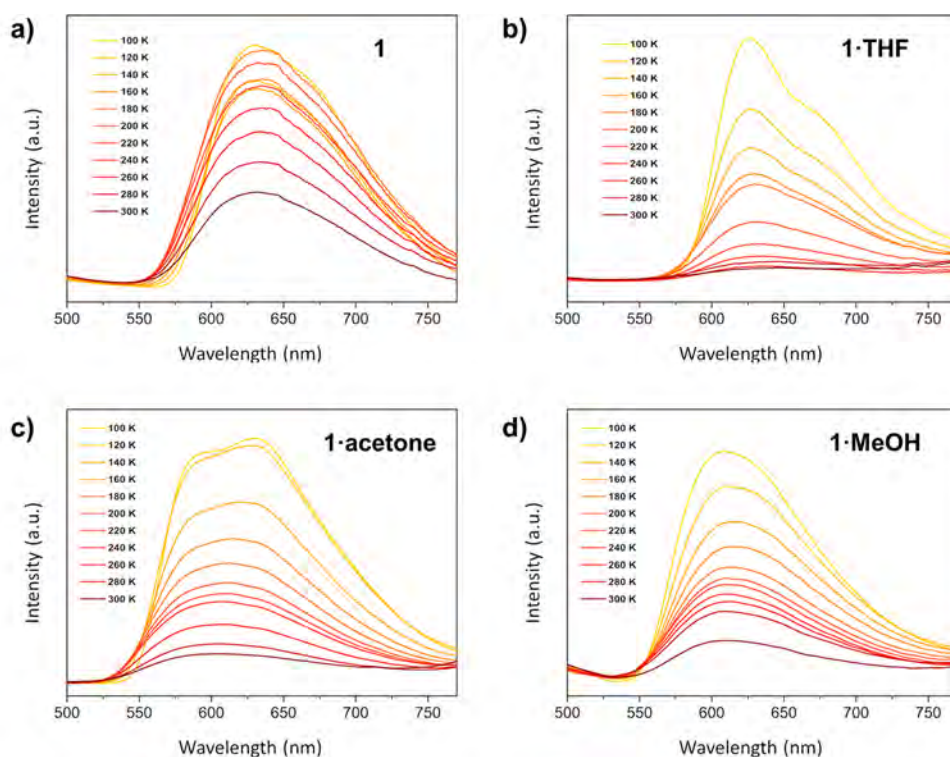 a)
1
100 K
120 K
140 K
160 K
180 K
200 K
220 K
240 K
260 K
280 K
300 K
Intensity (a.u.)
500 550 600 650 700 750
Wavelength (nm)
b)
1·THF
100 K
120 K
140 K
160 K
180 K
200 K
220 K
240 K
260 K
280 K
300 K
Intensity (a.u.)
500 550 600 650 700 750
Wavelength (nm)
c)
1·acetone
100 K
120 K
140 K
160 K
180 K
200 K
220 K
240 K
260 K
280 K
300 K
Intensity (a.u.)
500 550 600 650 700 750
Wavelength (nm)
d)
1·MeOH
100 K
120 K
140 K
160 K
180 K
200 K
220 K
240 K
260 K
280 K
300 K
Intensity (a.u.)
500 550 600 650 700 750
Wavelength (nm)